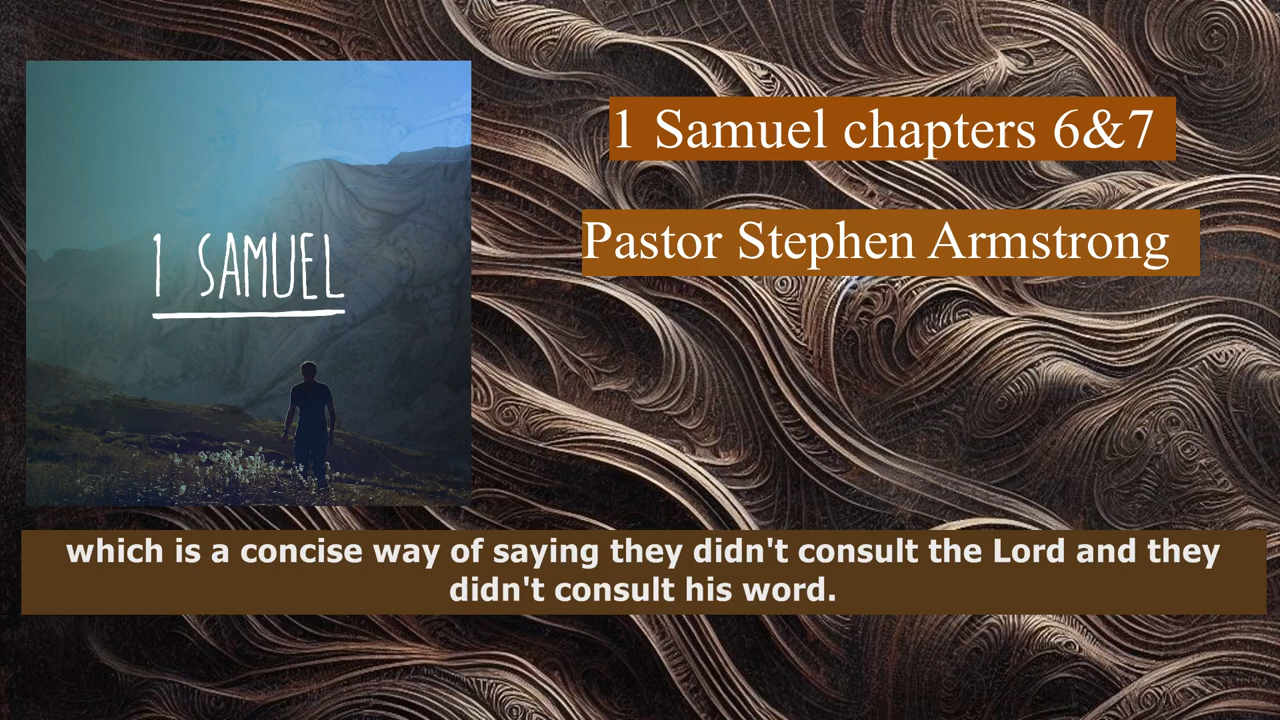 1 SAMUEL
1 Samuel chapters 6&7
Pastor Stephen Armstrong
which is a concise way of saying they didn't consult the Lord and they
didn't consult his word.